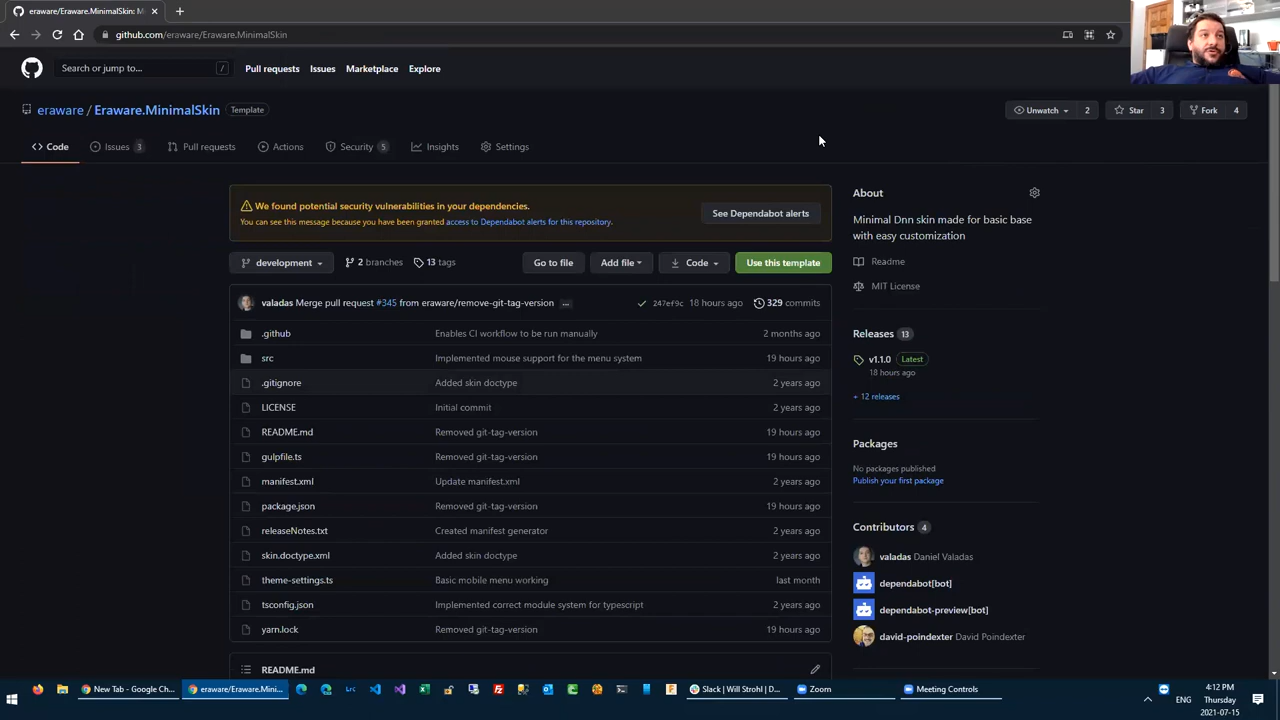 eraware/Eraware.MinimalSkin: M
github.com/eraware/Eraware.MinimalSkin
Search or jump to...
/
Pull requests
Issues
Marketplace
Explore
eraware / Eraware.MinimalSkin
Template
Unwatch
2
Star
3
Fork
4
Code
Issues
3
Pull requests
Actions
Security
5
Insights
Settings
We found potential security vulnerabilities in your dependencies.
You can see this message because you have been granted access to Dependabot alerts for this repository.
See Dependabot alerts
development
2 branches
13 tags
Go to file
Add file
Code
Use this template
valadas Merge pull request #345 from eraware/remove-git-tag-version
...
247ef9c 18 hours ago
329 commits
.github Enables CI workflow to be run manually 2 months ago
src Implemented mouse support for the menu system 19 hours ago
.gitignore Added skin doctype 2 years ago
LICENSE Initial commit 2 years ago
README.md Removed git-tag-version 19 hours ago
gulpfile.ts Removed git-tag-version 19 hours ago
manifest.xml Update manifest.xml 2 years ago
package.json Removed git-tag-version 19 hours ago
releaseNotes.txt Created manifest generator 2 years ago
skin.doctype.xml Added skin doctype 2 years ago
theme-settings.ts Basic mobile menu working last month
tsconfig.json Implemented correct module system for typescript 2 years ago
yarn.lock Removed git-tag-version 19 hours ago
README.md
About
Minimal Dnn skin made for basic base
with easy customization
Readme
MIT License
Releases 13
v1.1.0 Latest
18 hours ago
+ 12 releases
Packages
No packages published
Publish your first package
Contributors 4
valadas Daniel Valadas
dependabot[bot]
dependabot-preview[bot]
david-poindexter David Poindexter
New Tab - Google Ch...
eraware/Eraware.Mini...
Slack | Will Strohl | D...
Zoom
Meeting Controls
ENG
4:12 PM
Thursday
2021-07-15